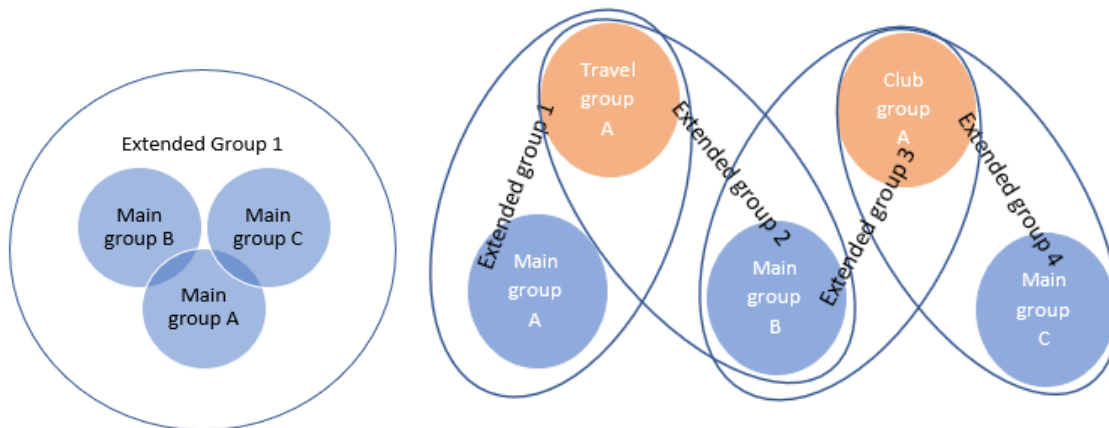 Extended Group 1
Main
group B
Main
group C
Main
group A
Travel
group
A
Club
group
A
Extended group 1
Extended group 2
Extended group 3
Extended group 4
Main
group
A
Main
group
B
Main
group
C